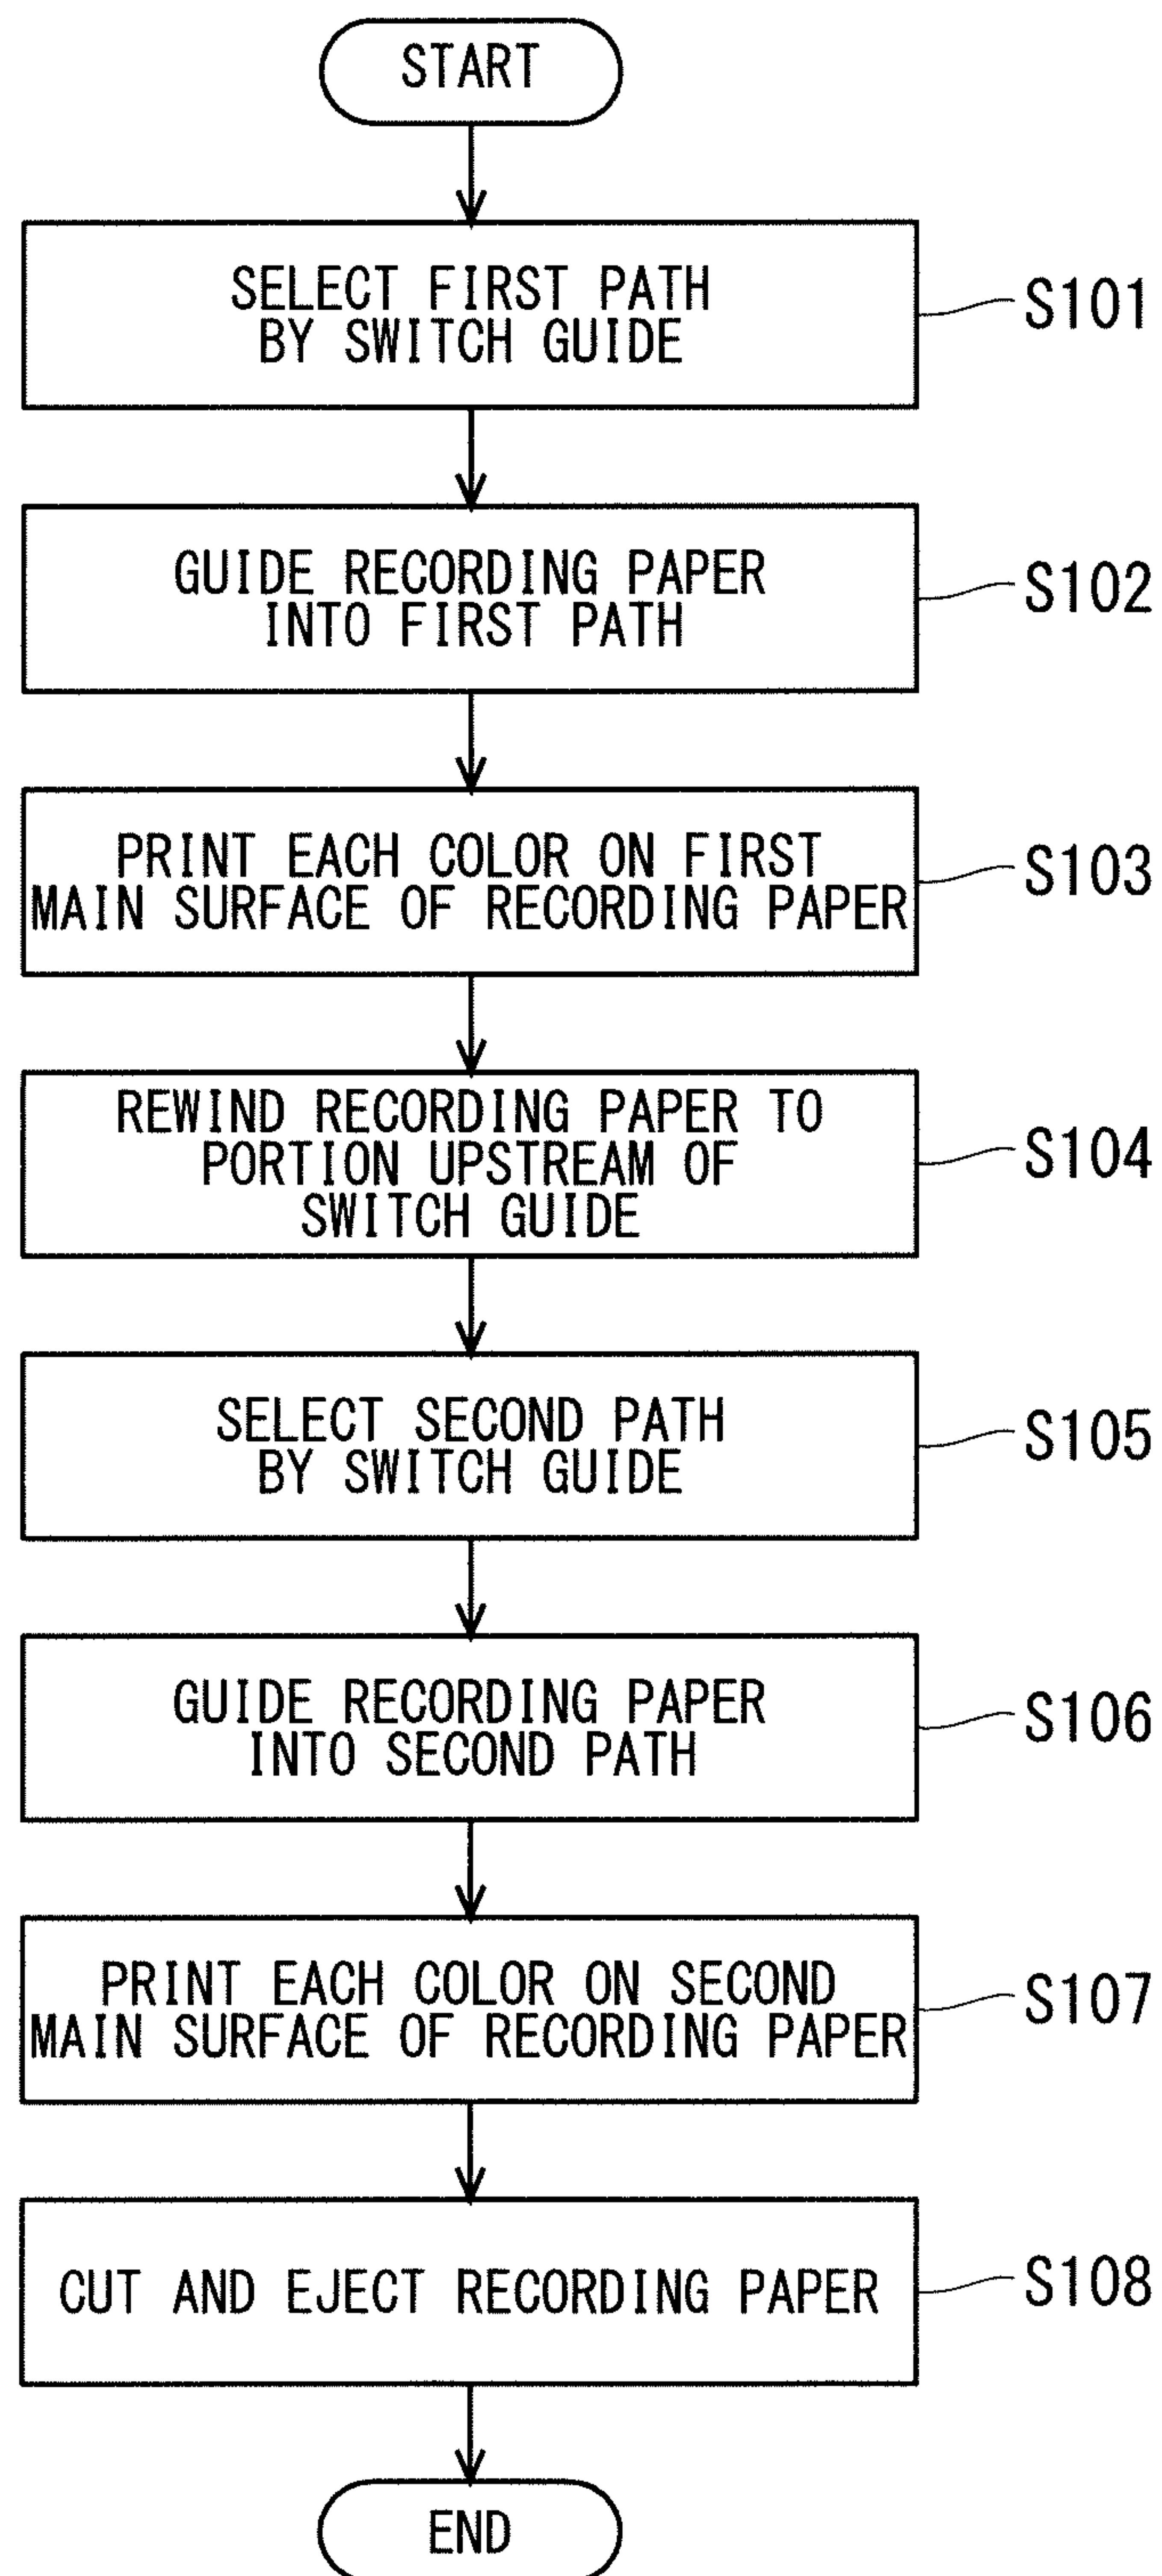 START
SELECT FIRST PATH
BY SWITCH GUIDE
S101
GUIDE RECORDING PAPER
INTO FIRST PATH
S102
PRINT EACH COLOR ON FIRST
MAIN SURFACE OF RECORDING PAPER
S103
REWIND RECORDING PAPER TO
PORTION UPSTREAM OF
SWITCH GUIDE
S104
SELECT SECOND PATH
BY SWITCH GUIDE
S105
GUIDE RECORDING PAPER
INTO SECOND PATH
S106
PRINT EACH COLOR ON SECOND
MAIN SURFACE OF RECORDING PAPER
S107
CUT AND EJECT RECORDING PAPER
S108
END